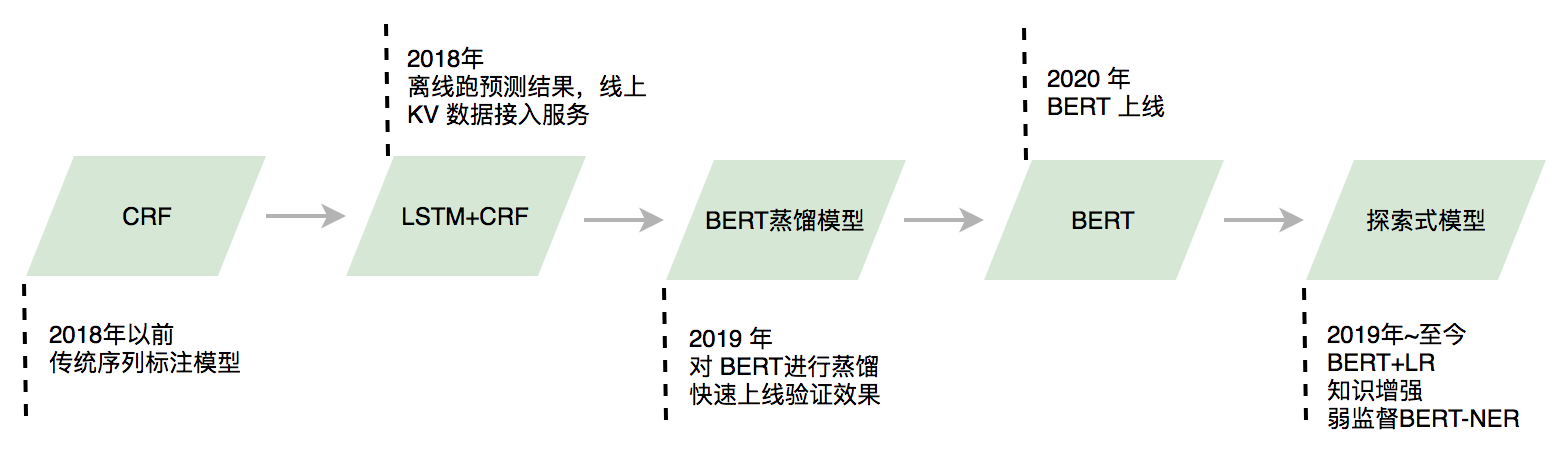 2018年
离线跑预测结果，线上
KV 数据接入服务
2020 年
BERT 上线
CRF
LSTM+CRF
BERT蒸馏模型
BERT
探索式模型
2018年以前
传统序列标注模型
2019 年
对 BERT进行蒸馏
快速上线验证效果
2019年~至今
BERT+LR
知识增强
弱监督BERT-NER